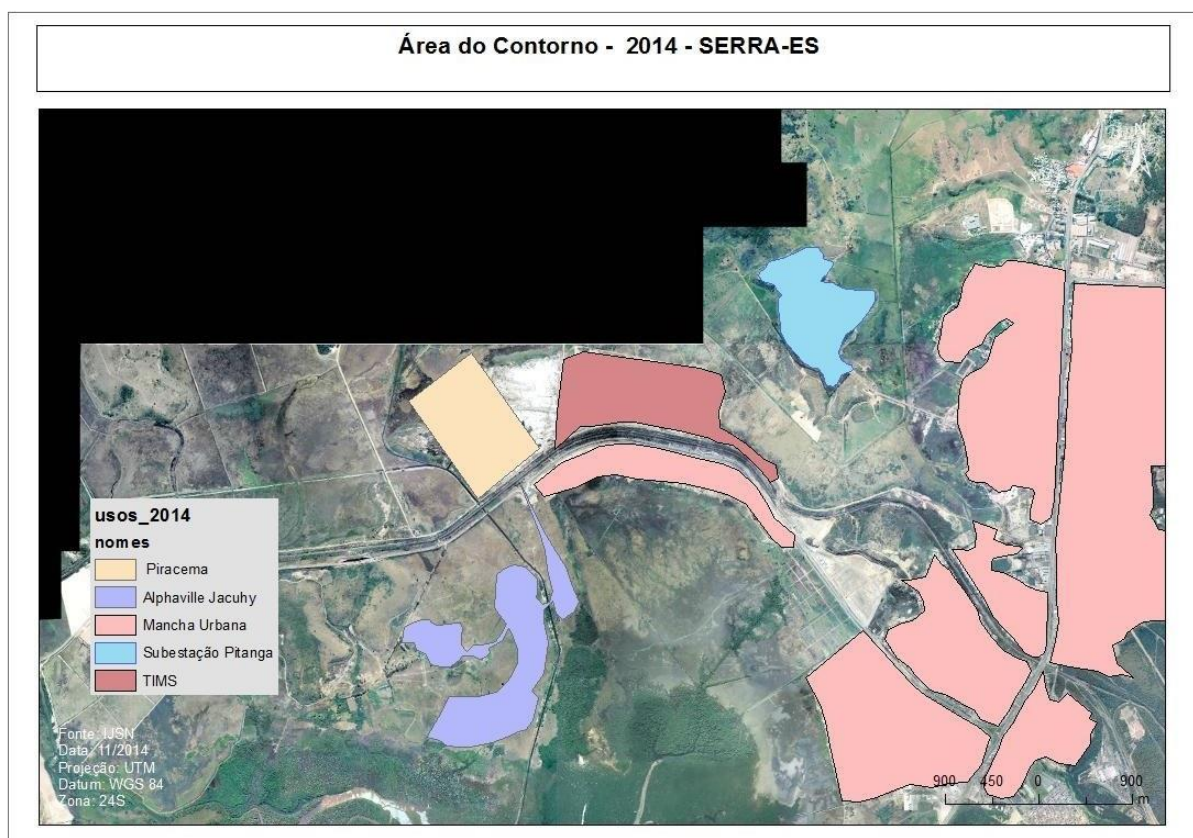 Área do Contorno - 2014 - SERRA-ES
usos_2014
nomes
Piracema
Alphaville Jacuhy
Mancha Urbana
Subestação Pitanga
TIMS
Fonte: IJSN
Data: 11/2014
Projeção: UTM
Datum: WGS 84
Zona: 24S
900 450 0 900
m